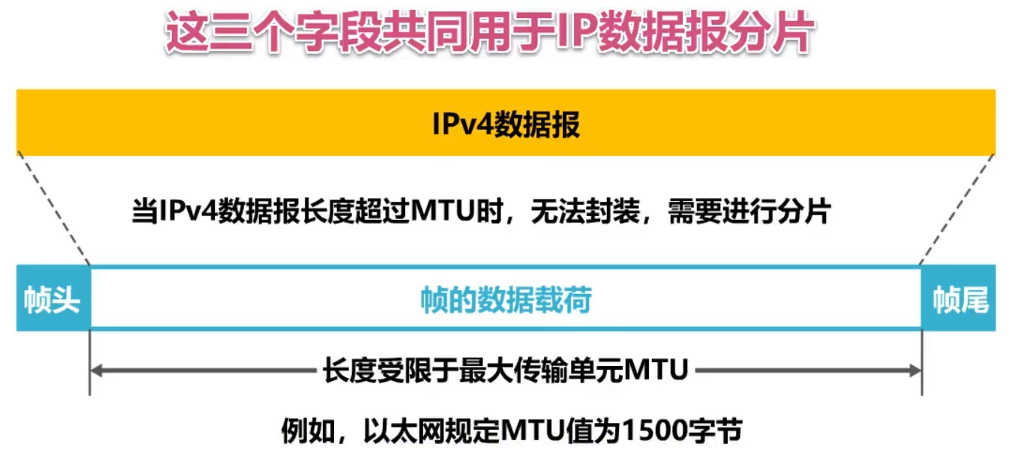 这三个字段共同用于IP数据报分片
IPv4数据报
当IPv4数据报长度超过MTU时，无法封装，需要进行分片
帧头
帧的数据载荷
帧尾
长度受限于最大传输单元MTU
例如，以太网规定MTU值为1500字节